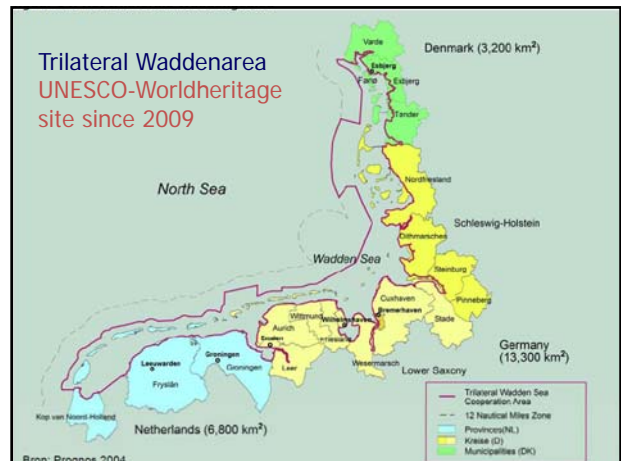 Trilateral Waddenarea
UNESCO-Worldheritage
site since 2009
Denmark (3,200 km²)
Varde
Esbjerg
Fanø
Esbjerg
Tønder
North Sea
Nordfriesland
Schleswig-Holstein
Dithmarschen
Wadden Sea
Steinburg
Pinneberg
Cuxhaven
Bremerhaven
Stade
Wilhelmshaven
Wittmund
Aurich
Friesland
Emden
Wesermarsch
Leer
Lower Saxony
Germany
(13,300 km²)
Groningen
Groningen
Leeuwarden
Fryslân
Kop van Noord-Holland
Netherlands (6,800 km²)
Trilateral Wadden Sea
Cooperation Area
12 Nautical Miles Zone
Provinces(NL)
Kreise (D)
Municipalities (DK)
Bron: Prognos 2004